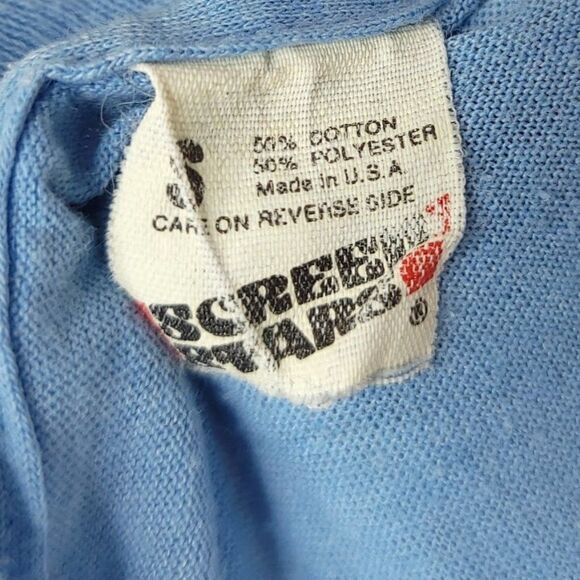 S
50% COTTON
50% POLYESTER
Made in U.S.A.
CARE ON REVERSE SIDE
SCREEN
STARS®